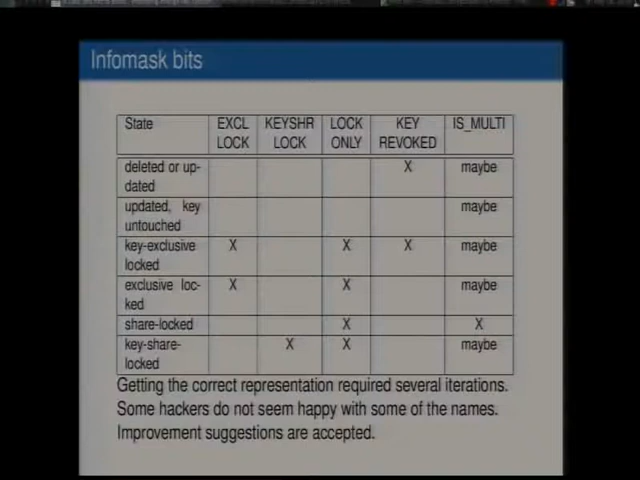 Infomask bits
State EXCL LOCK KEYSHR LOCK LOCK ONLY KEY REVOKED IS_MULTI
deleted or up-
dated X maybe
updated, key
untouched maybe
key-exclusive
locked X X X maybe
exclusive loc-
ked X X maybe
share-locked X X
key-share-
locked X X maybe
Getting the correct representation required several iterations.
Some hackers do not seem happy with some of the names.
Improvement suggestions are accepted.